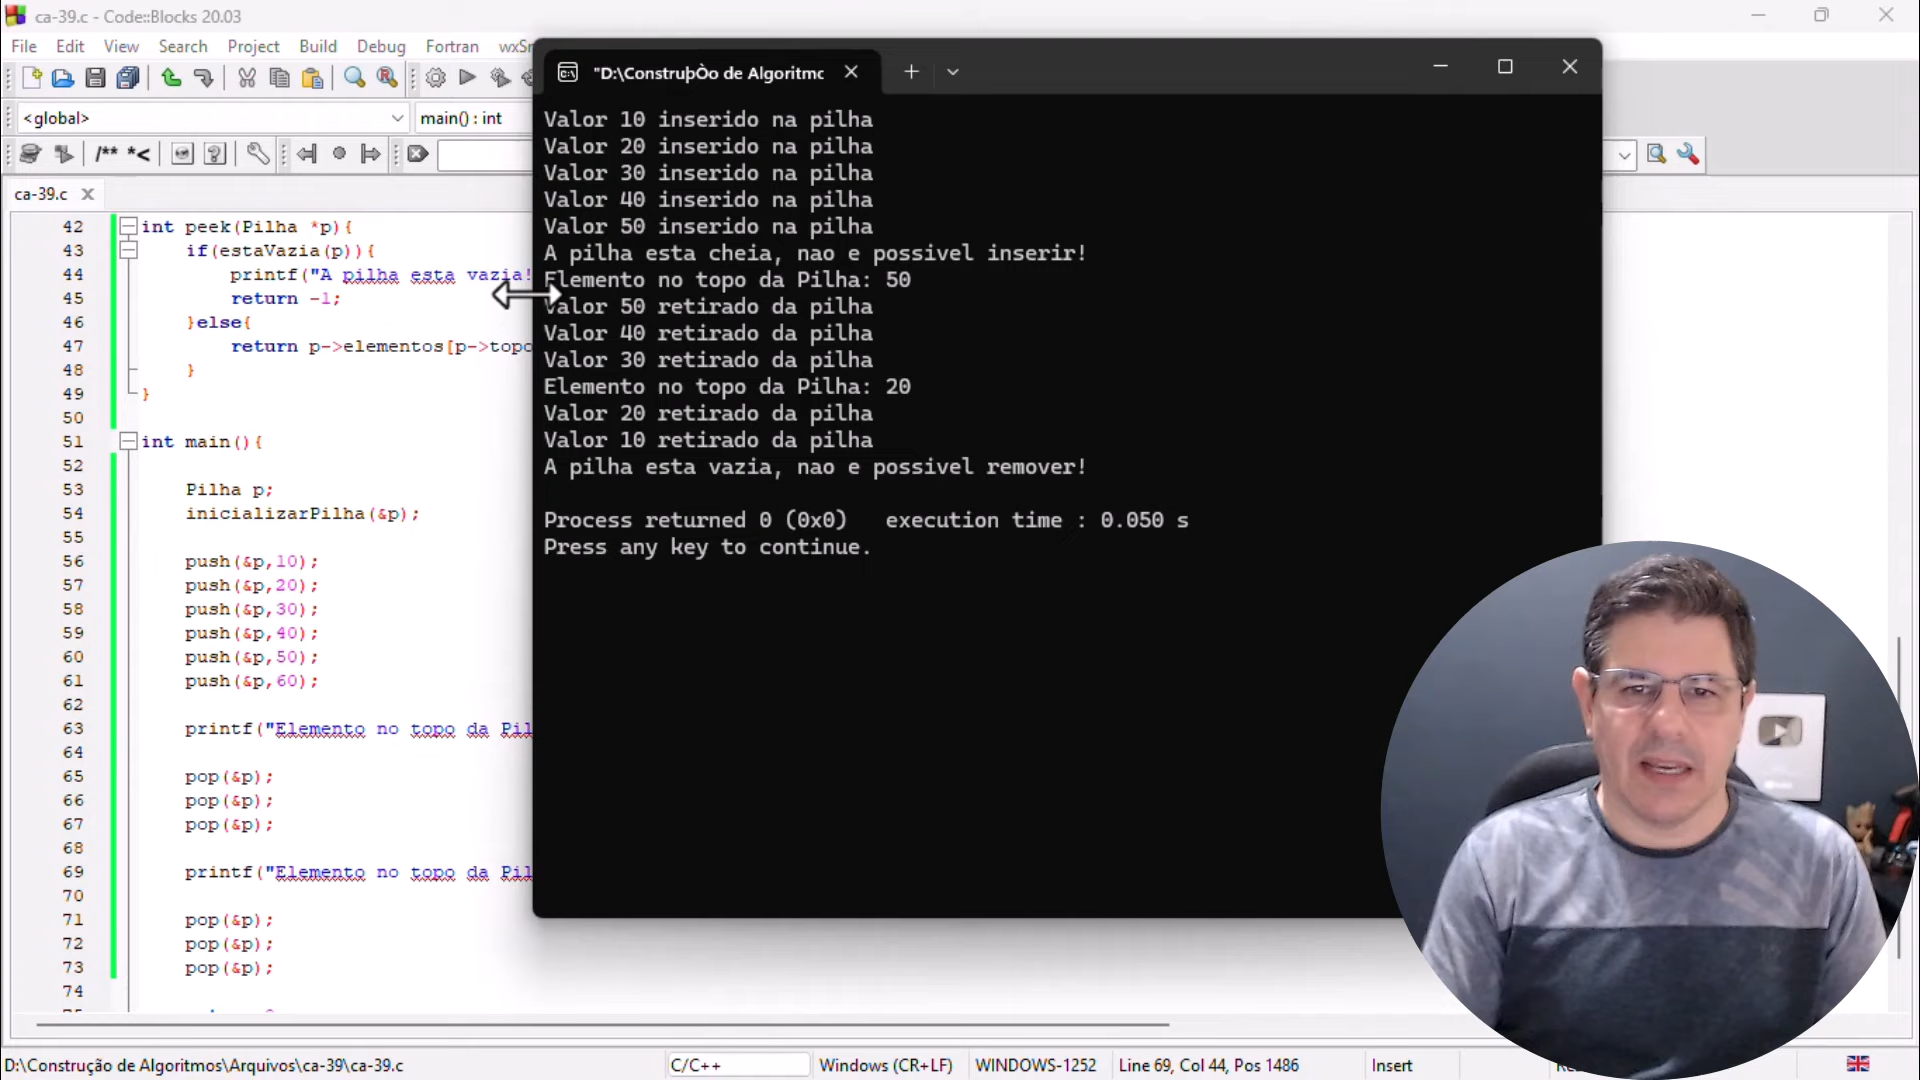 ca-39.c - Code::Blocks 20.03
File Edit View Search Project Build Debug Fortran
<global>
main() : int
/** *<
ca-39.c
42 int peek(Pilha *p){
43 if(estaVazia(p)){
44 printf("A pilha esta vazia!
45 return -1;
46 }else{
47 return p->elementos[p->topo
48 }
49 }
50
51 int main(){
52
53 Pilha p;
54 inicializarPilha(&p);
55
56 push(&p,10);
57 push(&p,20);
58 push(&p,30);
59 push(&p,40);
60 push(&p,50);
61 push(&p,60);
62
63 printf("Elemento no topo da Pil
64
65 pop(&p);
66 pop(&p);
67 pop(&p);
68
69 printf("Elemento no topo da Pil
70
71 pop(&p);
72 pop(&p);
73 pop(&p);
74
"D:\ConstruþÒo de Algoritmo
Valor 10 inserido na pilha
Valor 20 inserido na pilha
Valor 30 inserido na pilha
Valor 40 inserido na pilha
Valor 50 inserido na pilha
A pilha esta cheia, nao e possivel inserir!
Elemento no topo da Pilha: 50
Valor 50 retirado da pilha
Valor 40 retirado da pilha
Valor 30 retirado da pilha
Elemento no topo da Pilha: 20
Valor 20 retirado da pilha
Valor 10 retirado da pilha
A pilha esta vazia, nao e possivel remover!
Process returned 0 (0x0) execution time : 0.050 s
Press any key to continue.
D:\Construção de Algoritmos\Arquivos\ca-39\ca-39.c
C/C++
Windows (CR+LF)
WINDOWS-1252
Line 69, Col 44, Pos 1486
Insert